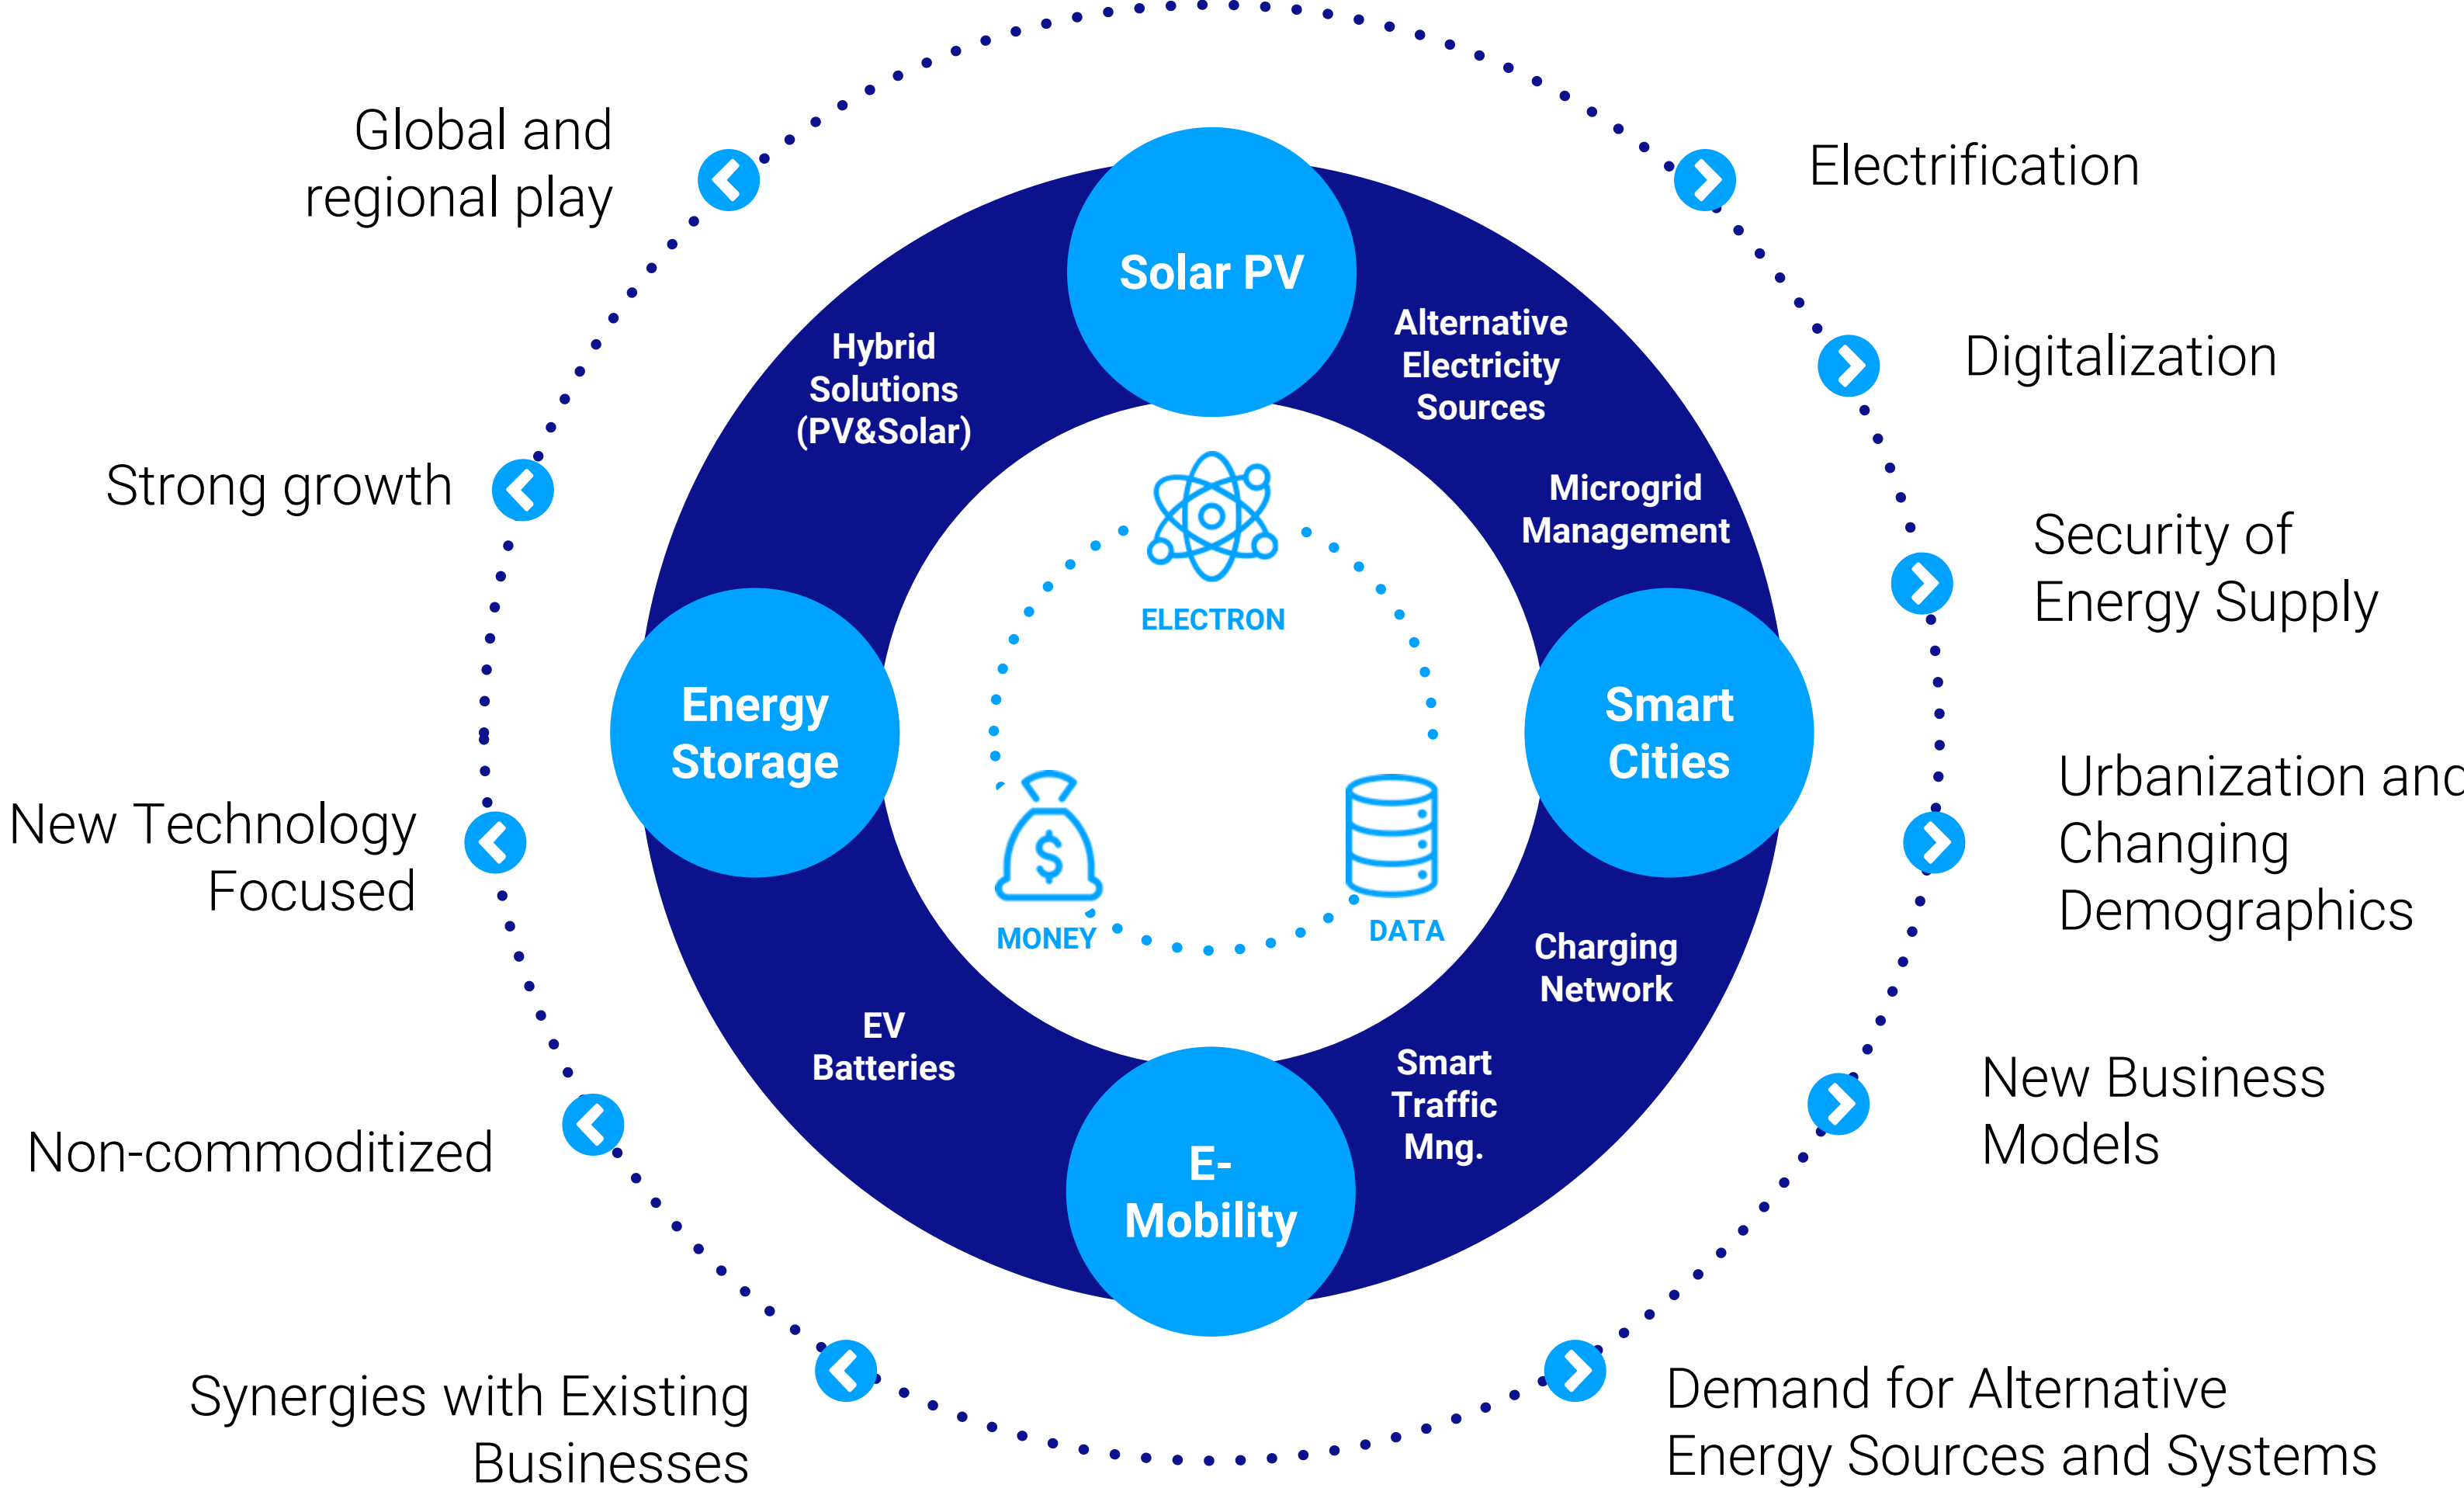 Global and
regional play
Strong growth
New Technology
Focused
Non-commoditized
Synergies with Existing
Businesses
Solar PV
Hybrid
Solutions
(PV&Solar)
Alternative
Electricity
Sources
Microgrid
Management
Energy
Storage
Smart
Cities
ELECTRON
MONEY
DATA
EV
Batteries
Charging
Network
Smart
Traffic
Mng.
E-
Mobility
Electrification
Digitalization
Security of
Energy Supply
Urbanization and
Changing
Demographics
New Business
Models
Demand for Alternative
Energy Sources and Systems